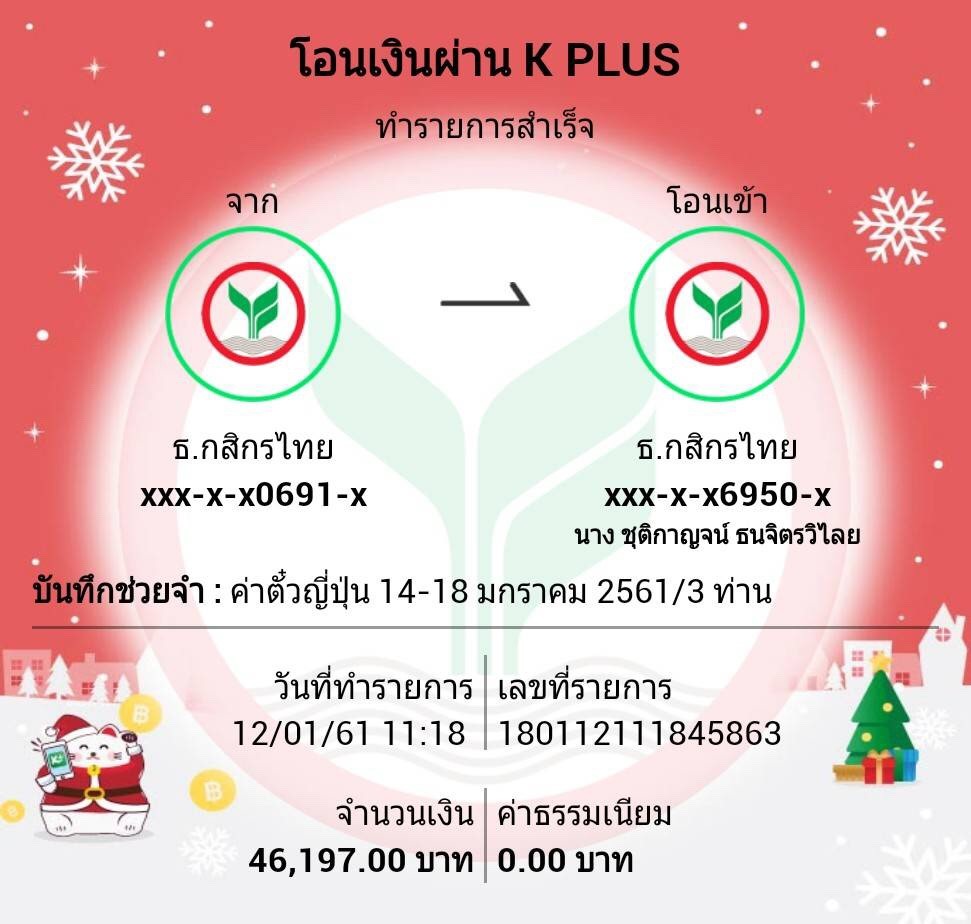 โอนเงินผ่าน K PLUS
ทำรายการสำเร็จ
จาก
โอนเข้า
ธ.กสิกรไทย
xxx-x-x0691-x
ธ.กสิกรไทย
xxx-x-x6950-x
นาง ชุติกาญจน์ ธนจิตรวิไลย
บันทึกช่วยจำ : ค่าตั๋วญี่ปุ่น 14-18 มกราคม 2561/3 ท่าน
วันที่ทำรายการ
12/01/61 11:18
เลขที่รายการ
180112111845863
จำนวนเงิน
46,197.00 บาท
ค่าธรรมเนียม
0.00 บาท